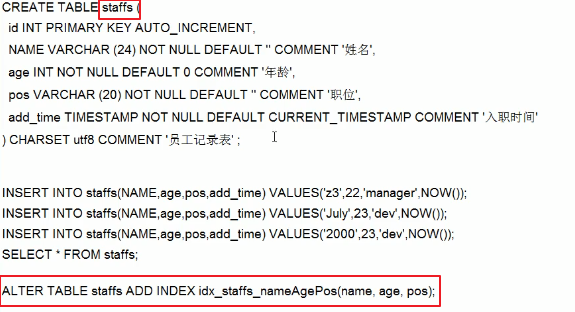 CREATE TABLE staffs (
id INT PRIMARY KEY AUTO_INCREMENT,
NAME VARCHAR (24) NOT NULL DEFAULT '' COMMENT '姓名',
age INT NOT NULL DEFAULT 0 COMMENT '年龄',
pos VARCHAR (20) NOT NULL DEFAULT '' COMMENT '职位',
add_time TIMESTAMP NOT NULL DEFAULT CURRENT_TIMESTAMP COMMENT '入职时间'
) CHARSET utf8 COMMENT '员工记录表' ;
INSERT INTO staffs(NAME,age,pos,add_time) VALUES('z3',22,'manager',NOW());
INSERT INTO staffs(NAME,age,pos,add_time) VALUES('July',23,'dev',NOW());
INSERT INTO staffs(NAME,age,pos,add_time) VALUES('2000',23,'dev',NOW());
SELECT * FROM staffs;
ALTER TABLE staffs ADD INDEX idx_staffs_nameAgePos(name, age, pos);